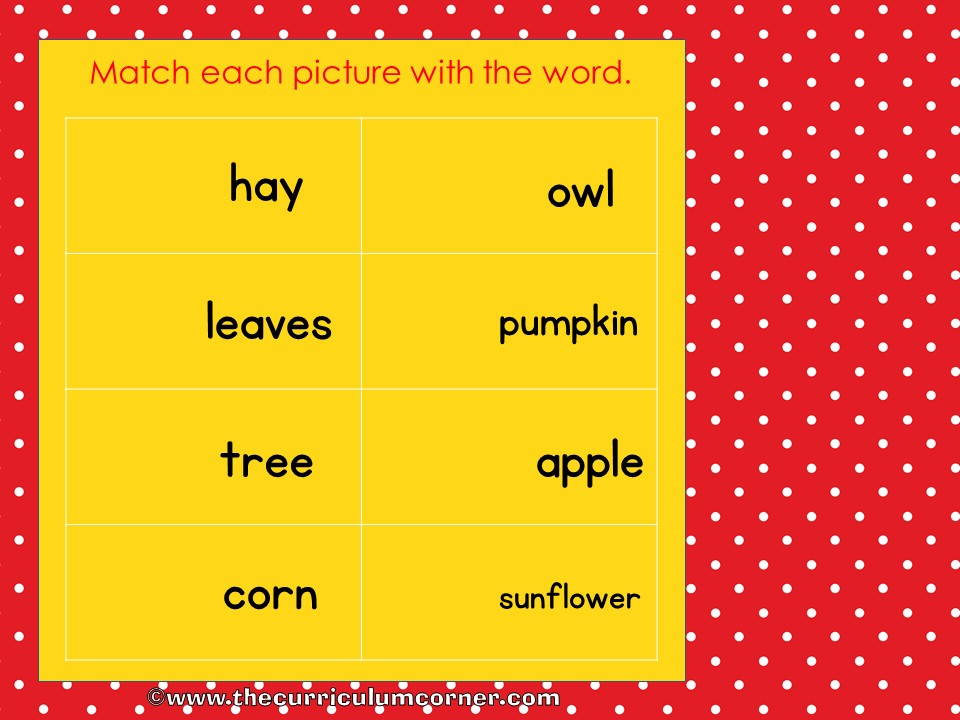 Match each picture with the word.
hay
owl
leaves
pumpkin
tree
apple
corn
sunflower
©www.thecurriculumcorner.com